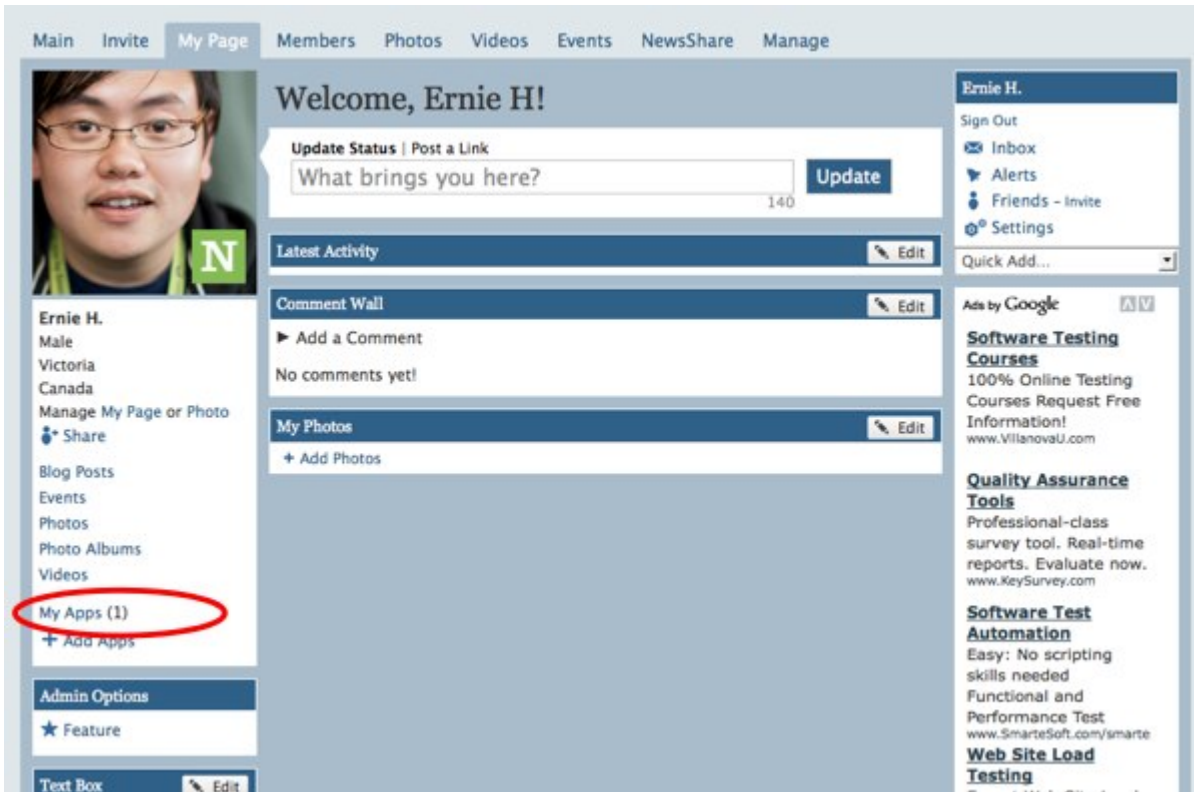 Main Invite My Page Members Photos Videos Events NewsShare Manage
N
Ernie H.
Male
Victoria
Canada
Manage My Page or Photo
Share
Blog Posts
Events
Photos
Photo Albums
Videos
My Apps (1)
+ Add Apps
Admin Options
Feature
Text Box Edit
Welcome, Ernie H!
Update Status | Post a Link
What brings you here? Update
140
Latest Activity Edit
Comment Wall Edit
Add a Comment
No comments yet!
My Photos Edit
+ Add Photos
Ernie H.
Sign Out
Inbox
Alerts
Friends - Invite
Settings
Quick Add...
Ads by Google
Software Testing
Courses
100% Online Testing
Courses Request Free
Information!
www.VillanovaU.com
Quality Assurance
Tools
Professional-class
survey tool. Real-time
reports. Evaluate now.
www.KeySurvey.com
Software Test
Automation
Easy: No scripting
skills needed
Functional and
Performance Test
www.SmarteSoft.com/smarte
Web Site Load
Testing